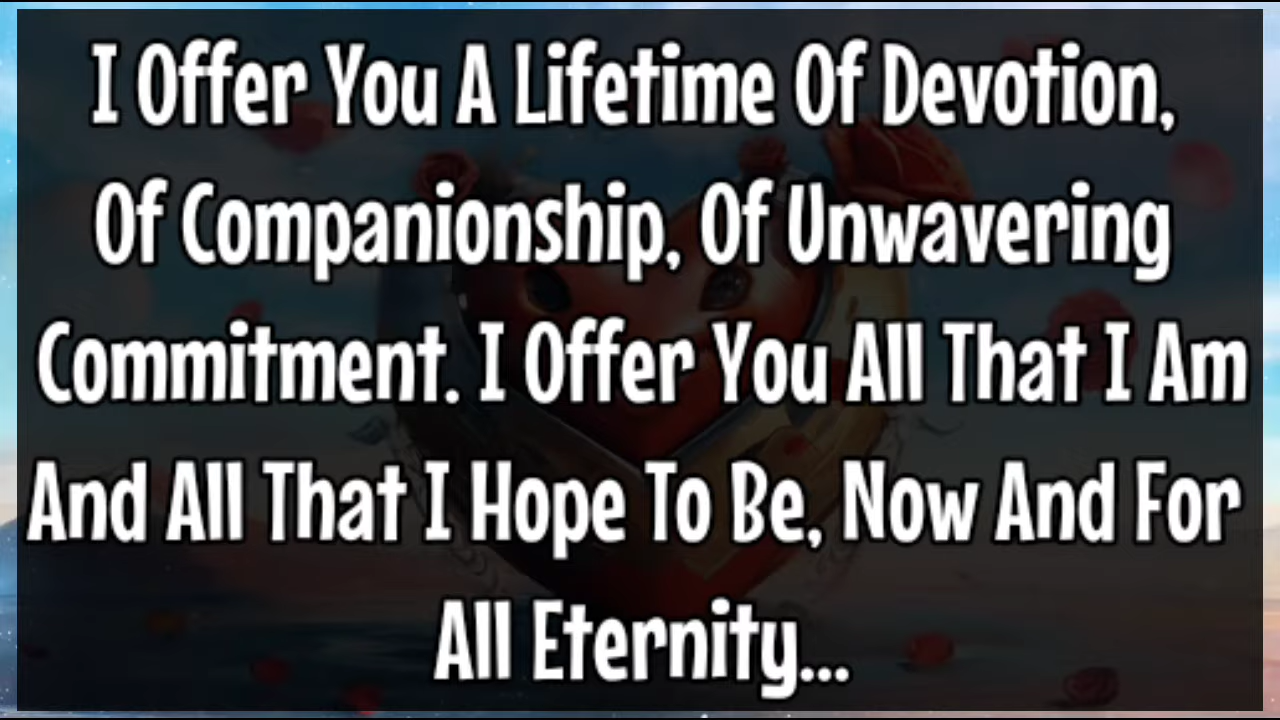 I Offer You A Lifetime Of Devotion,
Of Companionship, Of Unwavering
Commitment. I Offer You All That I Am
And All That I Hope To Be, Now And For
All Eternity...